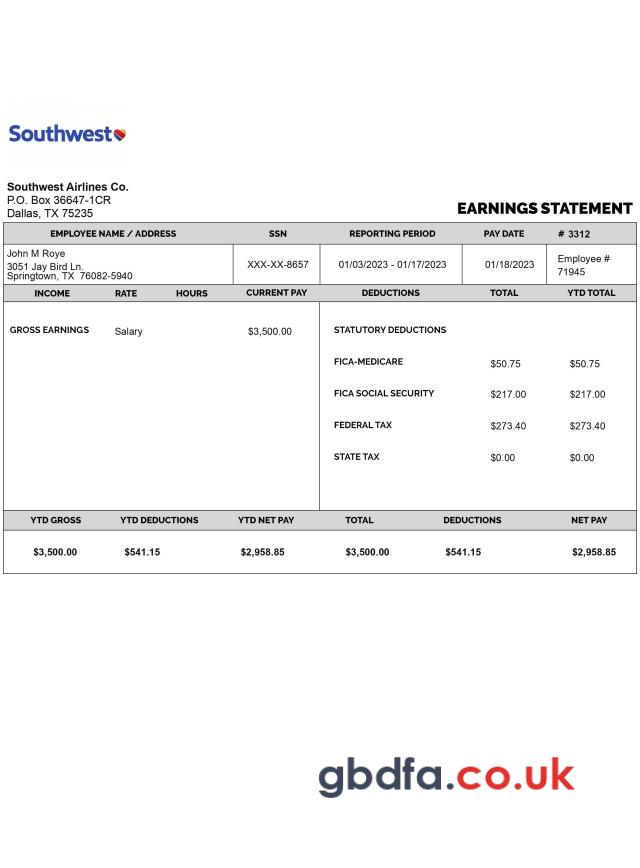 Southwest
Southwest Airlines Co.
P.O. Box 36647-1CR
Dallas, TX 75235
EARNINGS STATEMENT
EMPLOYEE NAME / ADDRESS SSN REPORTING PERIOD PAY DATE # 3312
John M Roye
3051 Jay Bird Ln.
Springtown, TX 76082-5940
XXX-XX-8657 01/03/2023 - 01/17/2023 01/18/2023
Employee #
71945
INCOME RATE HOURS CURRENT PAY DEDUCTIONS TOTAL YTD TOTAL
GROSS EARNINGS Salary $3,500.00 STATUTORY DEDUCTIONS
FICA-MEDICARE $50.75 $50.75
FICA SOCIAL SECURITY $217.00 $217.00
FEDERAL TAX $273.40 $273.40
STATE TAX $0.00 $0.00
YTD GROSS YTD DEDUCTIONS YTD NET PAY TOTAL DEDUCTIONS NET PAY
$3,500.00 $541.15 $2,958.85 $3,500.00 $541.15 $2,958.85
gbdfa.co.uk